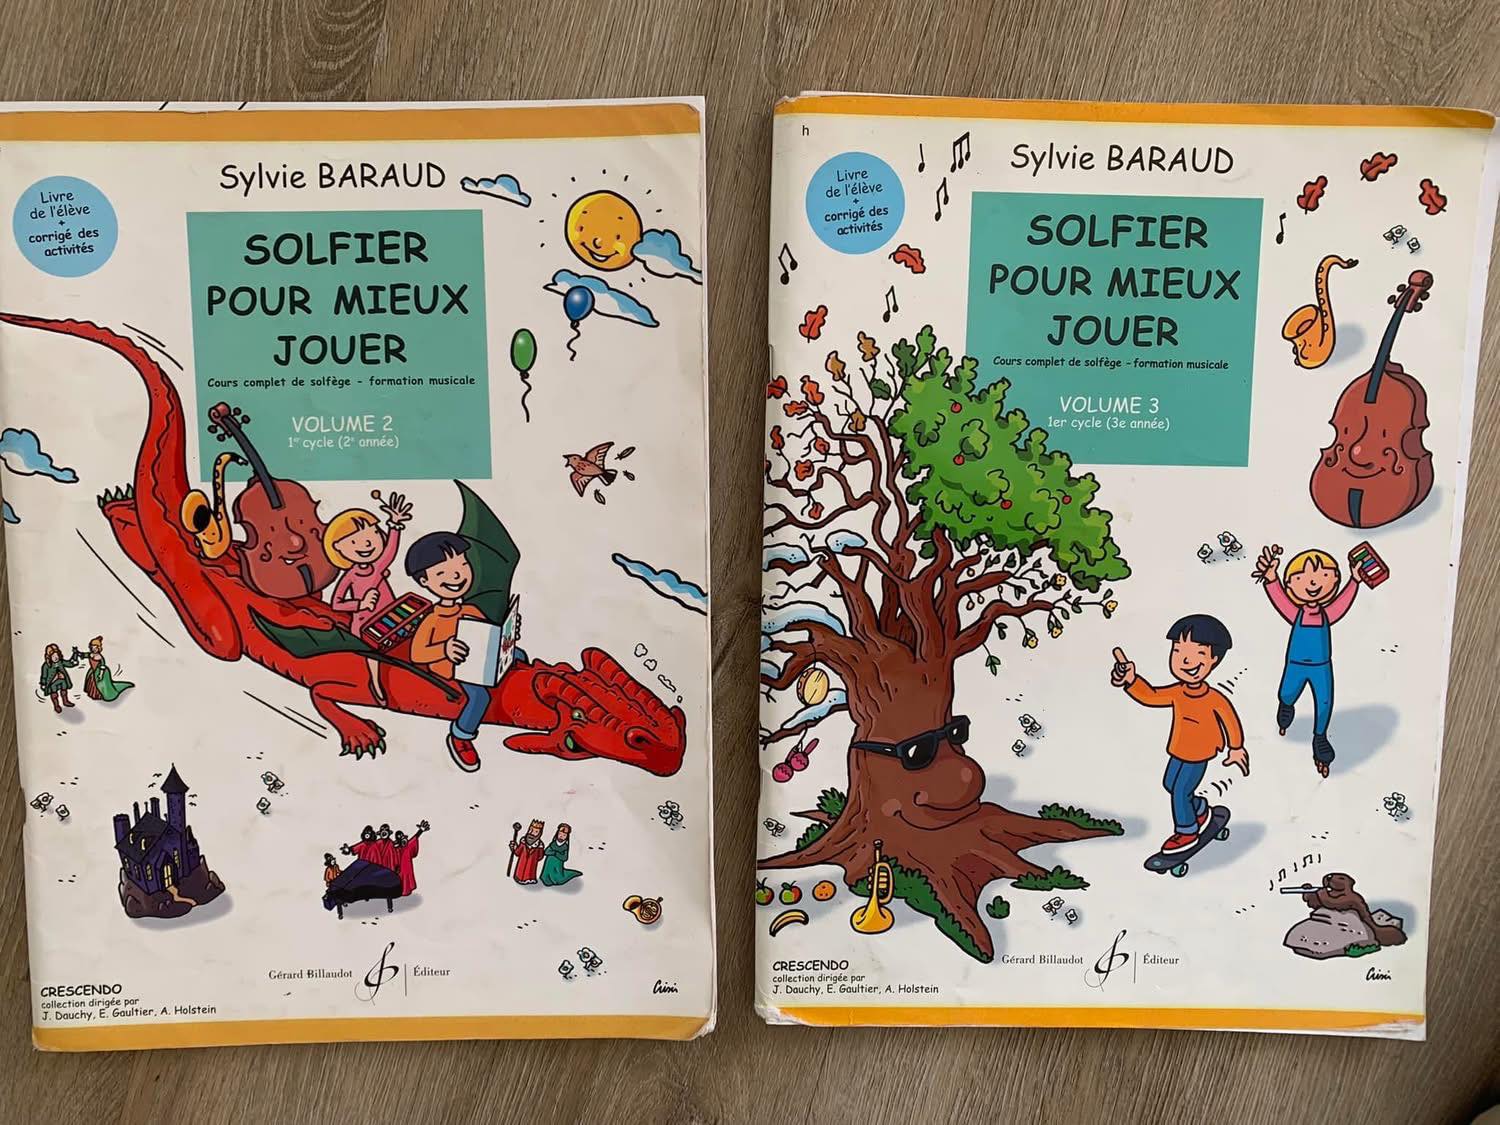 Sylvie BARAUD
Livre
de l'élève
+
corrigé des
activités
SOLFIER
POUR MIEUX
JOUER
Cours complet de solfège - formation musicale
VOLUME 2
1er cycle (2e année)
Gérard Billaudot
Éditeur
CRESCENDO
collection dirigée par
J. Dauchy, E. Gaultier, A. Holstein
h
Sylvie BARAUD
Livre
de l'élève
+
corrigé des
activités
SOLFIER
POUR MIEUX
JOUER
Cours complet de solfège - formation musicale
VOLUME 3
1er cycle (3e année)
Gérard Billaudot
Éditeur
CRESCENDO
collection dirigée par
J. Dauchy, E. Gaultier, A. Holstein